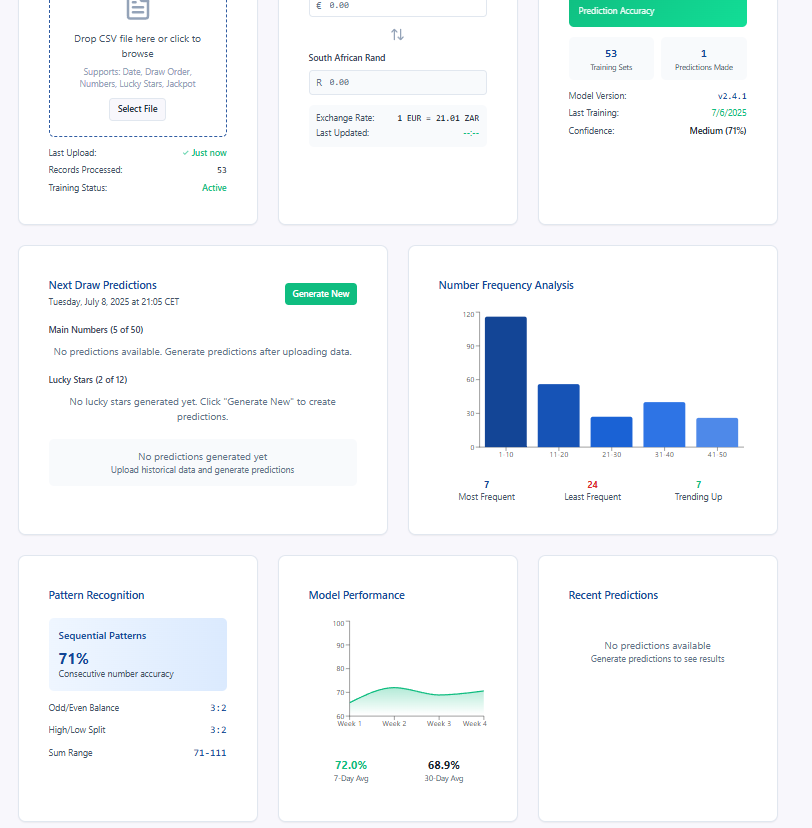 Drop CSV file here or click to
browse
Supports: Date, Draw Order,
Numbers, Lucky Stars, Jackpot
Select File
Last Upload: ✓ Just now
Records Processed: 53
Training Status: Active
€ 0.00
South African Rand
R 0.00
Exchange Rate: 1 EUR = 21.01 ZAR
Last Updated: --:--
Prediction Accuracy
53
Training Sets
1
Predictions Made
Model Version: v2.4.1
Last Training: 7/6/2025
Confidence: Medium (71%)
Next Draw Predictions
Tuesday, July 8, 2025 at 21:05 CET
Generate New
Main Numbers (5 of 50)
No predictions available. Generate predictions after uploading data.
Lucky Stars (2 of 12)
No lucky stars generated yet. Click "Generate New" to create
predictions.
No predictions generated yet
Upload historical data and generate predictions
Number Frequency Analysis
120
90
60
30
0
1-10 11-20 21-30 31-40 41-50
7
Most Frequent
24
Least Frequent
7
Trending Up
Pattern Recognition
Sequential Patterns
71%
Consecutive number accuracy
Odd/Even Balance 3:2
High/Low Split 3:2
Sum Range 71-111
Model Performance
100
90
80
70
60
Week 1 Week 2 Week 3 Week 4
72.0%
7-Day Avg
68.9%
30-Day Avg
Recent Predictions
No predictions available
Generate predictions to see results